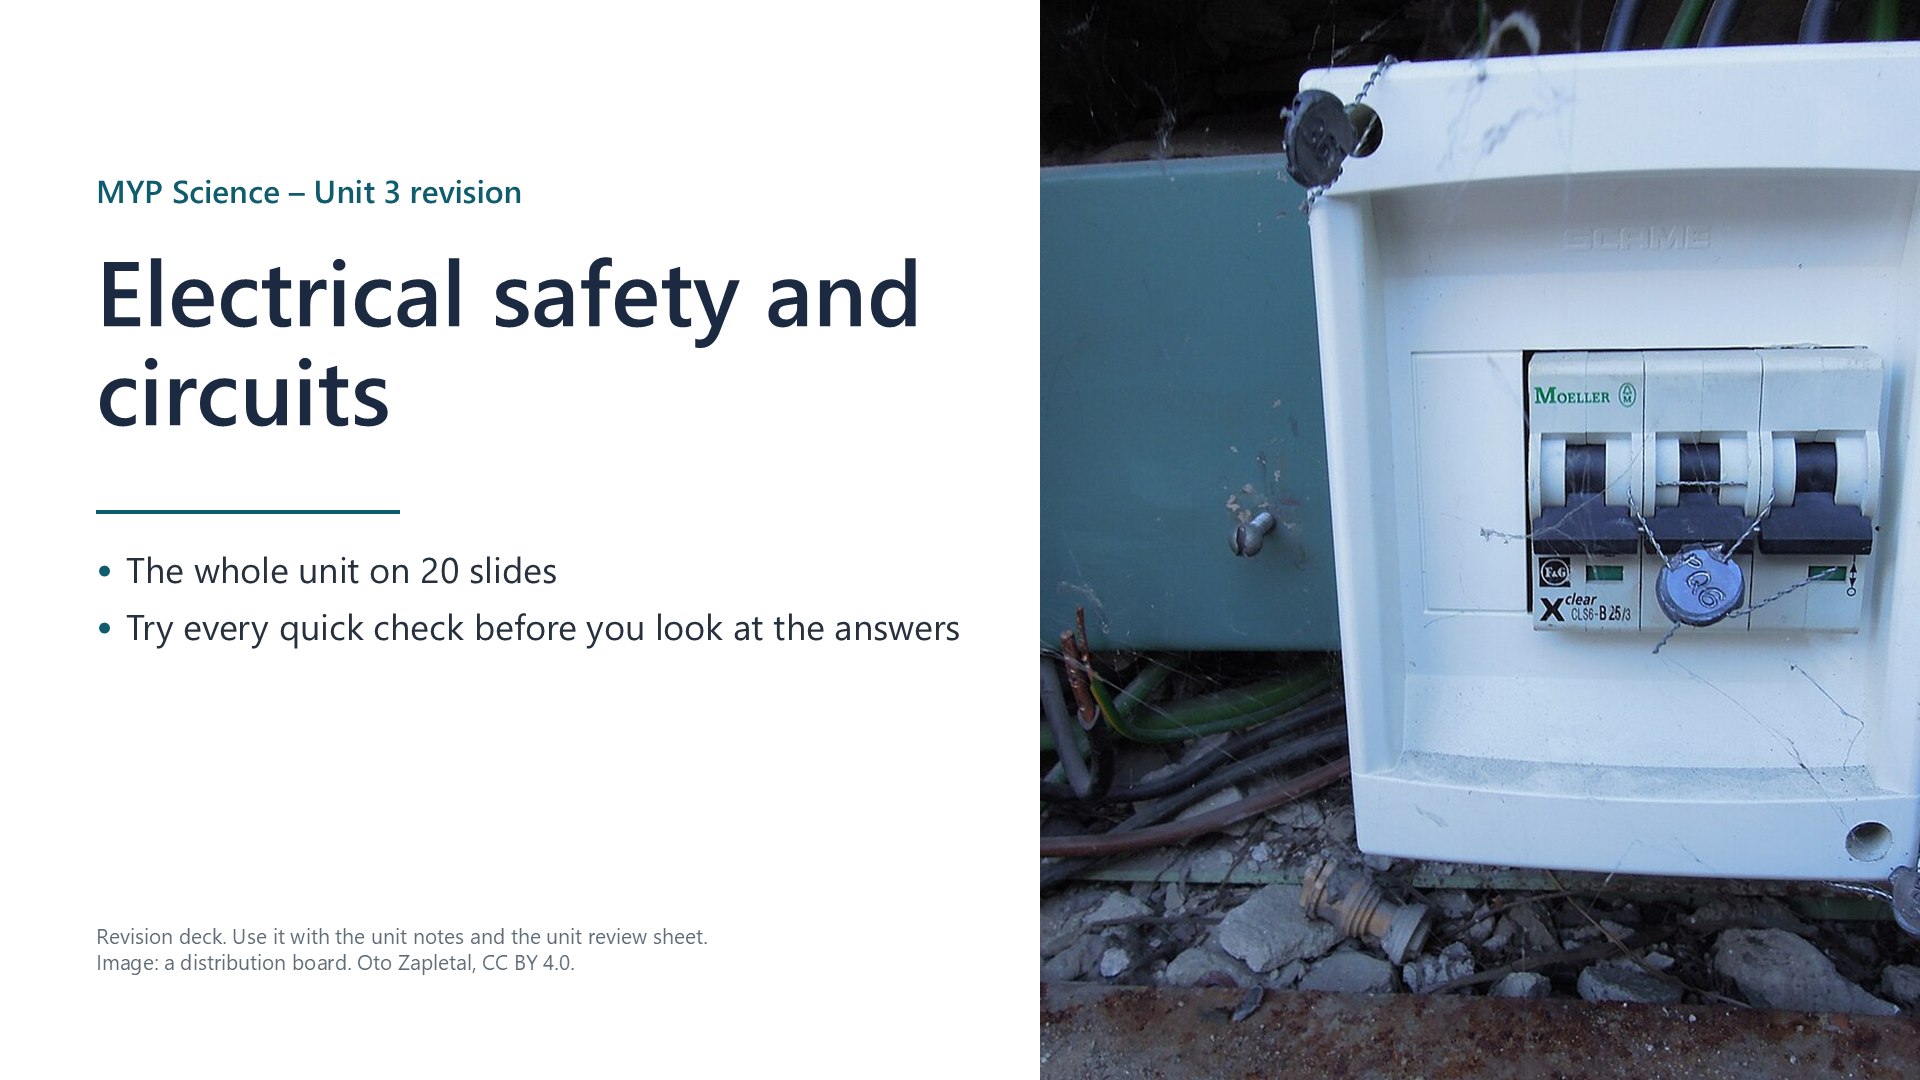 MYP Science – Unit 3 revision
Electrical safety and
circuits
• The whole unit on 20 slides
• Try every quick check before you look at the answers
Revision deck. Use it with the unit notes and the unit review sheet.
Image: a distribution board. Oto Zapletal, CC BY 4.0.
SCAME
MOELLER
F&G
Xclear
CLS6-B25/3